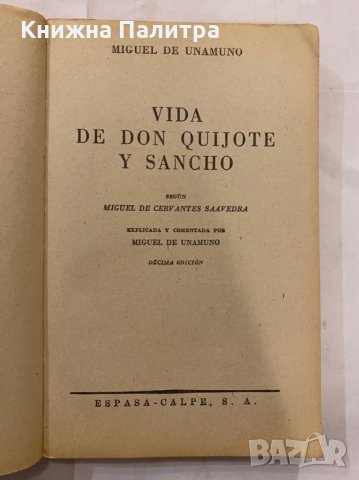 Книжна Палитра
MIGUEL DE UNAMUNO
VIDA
DE DON QUIJOTE
Y SANCHO
SEGÚN
MIGUEL DE CERVANTES SAAVEDRA
EXPLICADA Y COMENTADA POR
MIGUEL DE UNAMUNO
DÉCIMA EDICIÓN
ESPASA-CALPE, S. A.
BAZAR